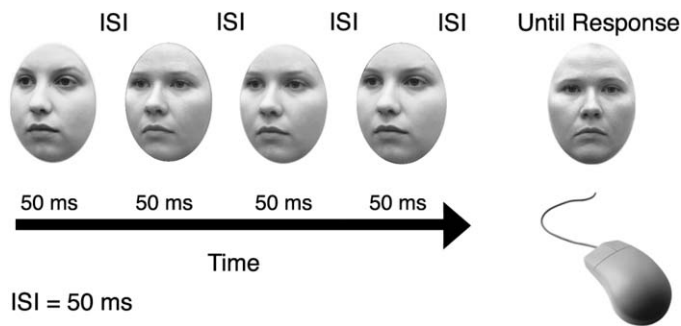 ISI ISI ISI ISI Until Response
50 ms 50 ms 50 ms 50 ms
Time
ISI = 50 ms